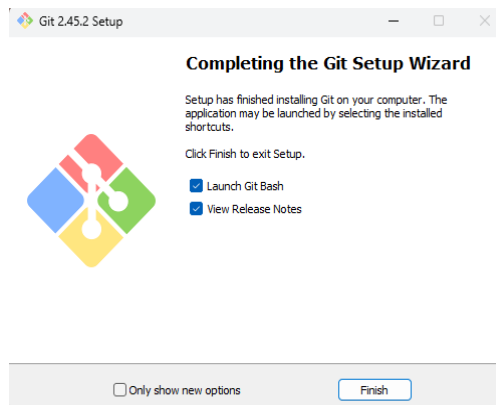 Git 2.45.2 Setup
Completing the Git Setup Wizard
Setup has finished installing Git on your computer. The
application may be launched by selecting the installed
shortcuts.
Click Finish to exit Setup.
Launch Git Bash
View Release Notes
Only show new options
Finish